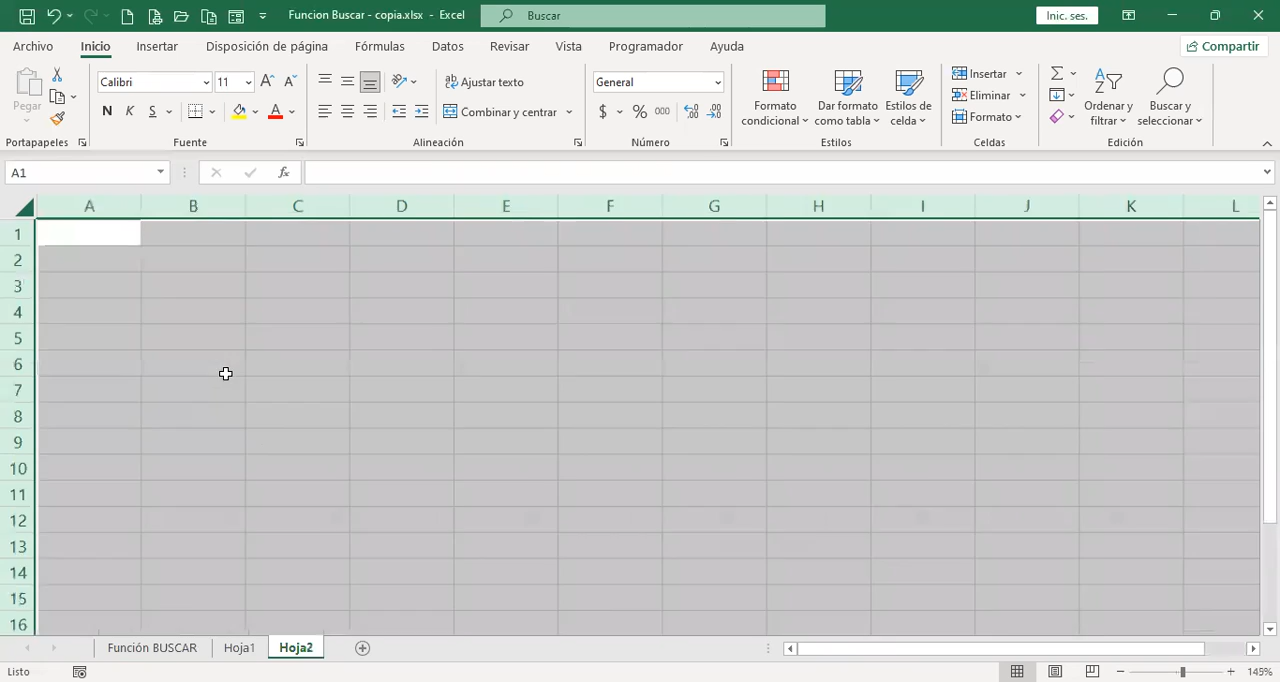 Funcion Buscar - copia.xlsx - Excel
Buscar
Inic. ses.
Archivo Inicio Insertar Disposición de página Fórmulas Datos Revisar Vista Programador Ayuda
Compartir
Pegar
Portapapeles
Calibri 11
N K S A
Fuente
Ajustar texto
Combinar y centrar
Alineación
General
$ % 000
Número
Formato condicional
Dar formato como tabla
Estilos de celda
Estilos
Insertar
Eliminar
Formato
Celdas
Ordenar y filtrar
Buscar y seleccionar
Edición
A1
fx
A B C D E F G H I J K L
1
2
3
4
5
6
7
8
9
10
11
12
13
14
15
16
Función BUSCAR Hoja1 Hoja2
Listo
145%